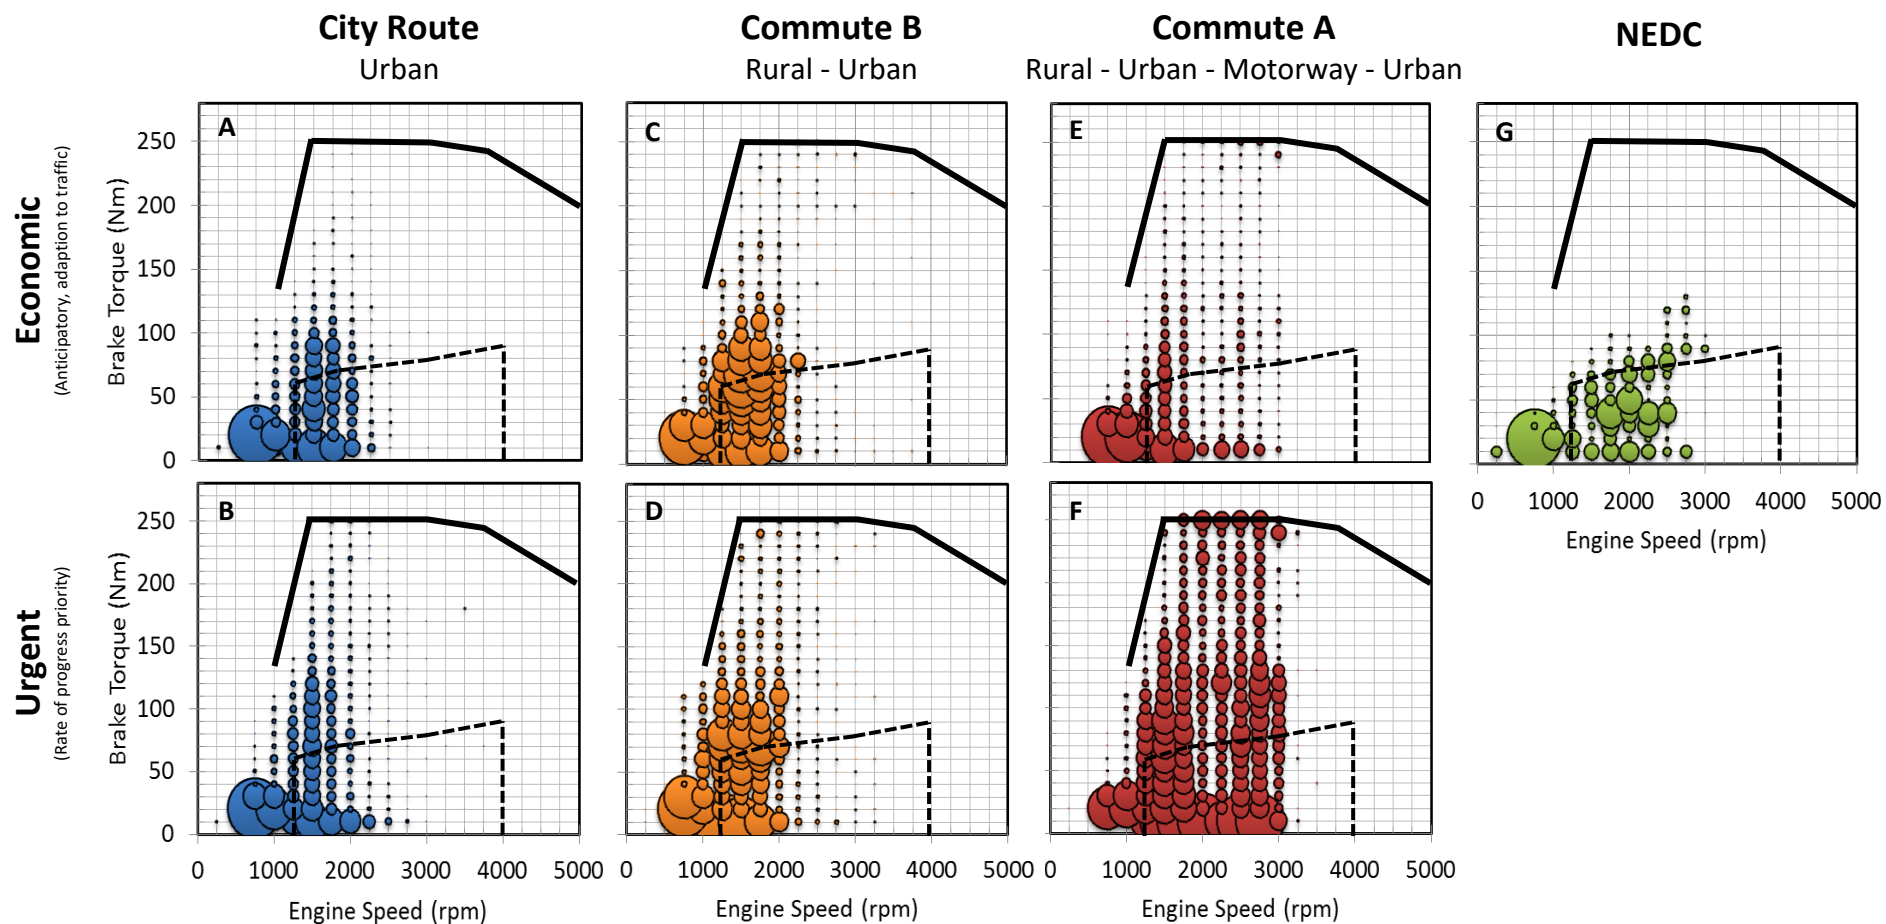 City Route
Urban
Commute B
Rural - Urban
Commute A
Rural - Urban - Motorway - Urban
NEDC
Economic
(Anticipatory, adaption to traffic)
Brake Torque (Nm)
250
200
150
100
50
0
A
C
E
G
0 1000 2000 3000 4000 5000
Engine Speed (rpm)
Urgent
(Rate of progress priority)
Brake Torque (Nm)
250
200
150
100
50
0
B
D
F
0 1000 2000 3000 4000 5000
0 1000 2000 3000 4000 5000
0 1000 2000 3000 4000 5000
Engine Speed (rpm)
Engine Speed (rpm)
Engine Speed (rpm)